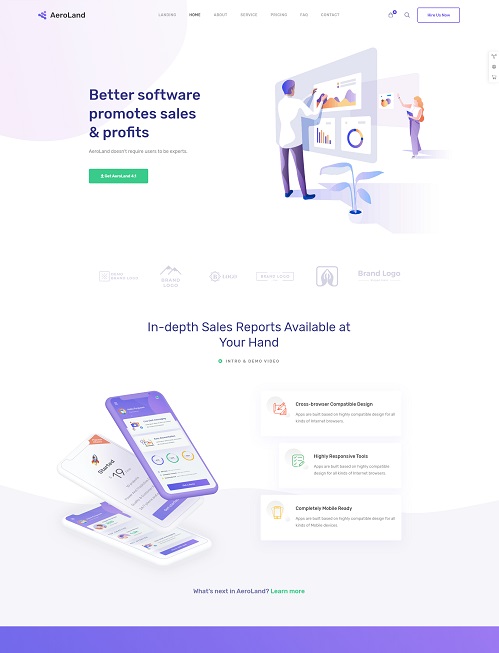 AeroLand
LANDING HOME ABOUT SERVICE PRICING FAQ CONTACT
0
Hire Us Now
Better software
promotes sales
& profits
AeroLand doesn't require users to be experts.
Get AeroLand 4.1
BRAND
LOGO
BRAND LOGO
Brand Logo
In-depth Sales Reports Available at
Your Hand
INTRO & DEMO VIDEO
Cross-browser Compatible Design
Apps are built based on highly compatible design for all
kinds of Internet browsers.
Highly Responsive Tools
Apps are built based on highly compatible design
for all kinds of Internet browsers.
Completely Mobile Ready
Apps are built based on highly compatible design for all
kinds of Mobile devices.
Started
$19
What's next in AeroLand? Learn more